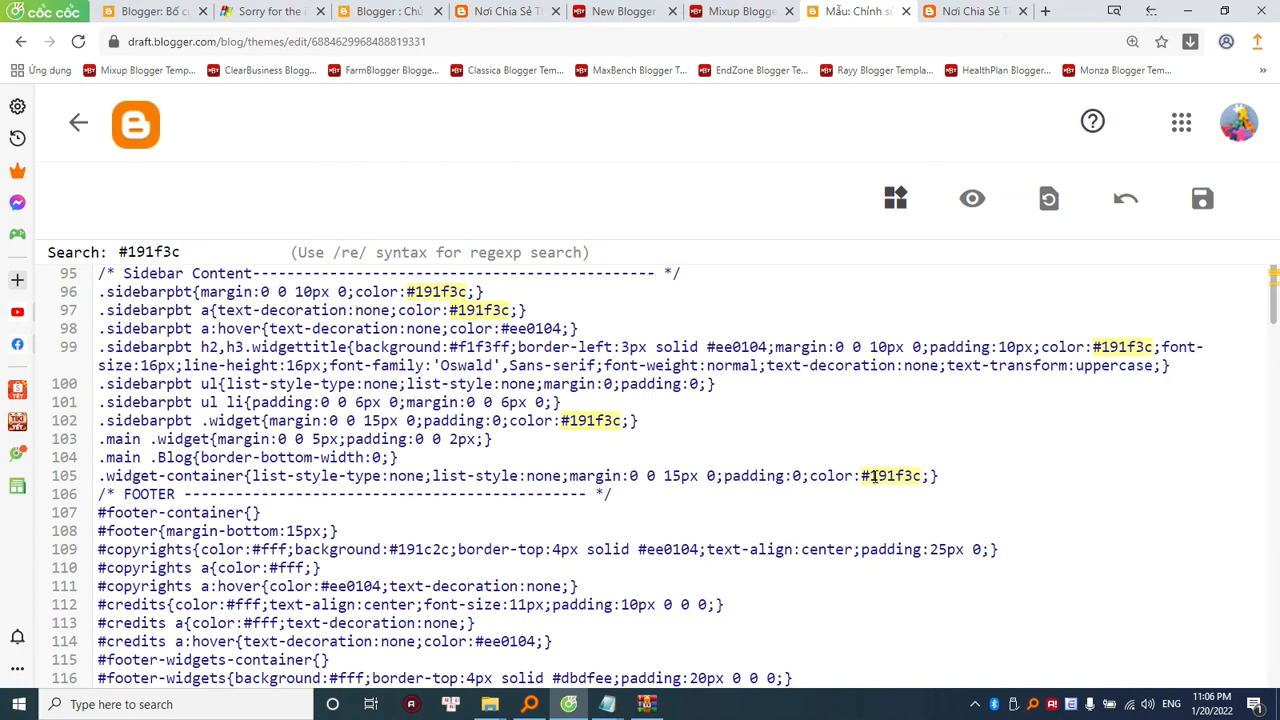 cốc cốc
Blogger: Bố c
Sorry for the i
Blogger : Chủ
Nơi Chia Sẻ Th
New Blogger
Mixup Blogge
Mẫu: Chỉnh s
Nơi Chia Sẻ Th
draft.blogger.com/blog/themes/edit/6884629968488819331
Ứng dụng
Mixup Blogger Temp...
ClearBusiness Blogg...
FarmBlogger Blogge...
Classica Blogger Tem...
MaxBench Blogger T...
EndZone Blogger Te...
Rayy Blogger Templa...
HealthPlan Blogger...
Monza Blogger Tem...
Search: #191f3c (Use /re/ syntax for regexp search)
95 /* Sidebar Content----------------------------------------------- */
96 .sidebarpbt{margin:0 0 10px 0;color:#191f3c;}
97 .sidebarpbt a{text-decoration:none;color:#191f3c;}
98 .sidebarpbt a:hover{text-decoration:none;color:#ee0104;}
99 .sidebarpbt h2,h3.widgettitle{background:#f1f3ff;border-left:3px solid #ee0104;margin:0 0 10px 0;padding:10px;color:#191f3c;font-
size:16px;line-height:16px;font-family:'Oswald',Sans-serif;font-weight:normal;text-decoration:none;text-transform:uppercase;}
100 .sidebarpbt ul{list-style-type:none;list-style:none;margin:0;padding:0;}
101 .sidebarpbt ul li{padding:0 0 6px 0;margin:0 0 6px 0;}
102 .sidebarpbt .widget{margin:0 0 15px 0;padding:0;color:#191f3c;}
103 .main .widget{margin:0 0 5px;padding:0 0 2px;}
104 .main .Blog{border-bottom-width:0;}
105 .widget-container{list-style-type:none;list-style:none;margin:0 0 15px 0;padding:0;color:#191f3c;}
106 /* FOOTER ----------------------------------------------- */
107 #footer-container{}
108 #footer{margin-bottom:15px;}
109 #copyrights{color:#fff;background:#191c2c;border-top:4px solid #ee0104;text-align:center;padding:25px 0;}
110 #copyrights a{color:#fff;}
111 #copyrights a:hover{color:#ee0104;text-decoration:none;}
112 #credits{color:#fff;text-align:center;font-size:11px;padding:10px 0 0 0;}
113 #credits a{color:#fff;text-decoration:none;}
114 #credits a:hover{text-decoration:none;color:#ee0104;}
115 #footer-widgets-container{}
116 #footer-widgets{background:#fff;border-top:4px solid #dbdfee;padding:20px 0 0 0;}
Type here to search
ENG
11:06 PM
1/20/2022